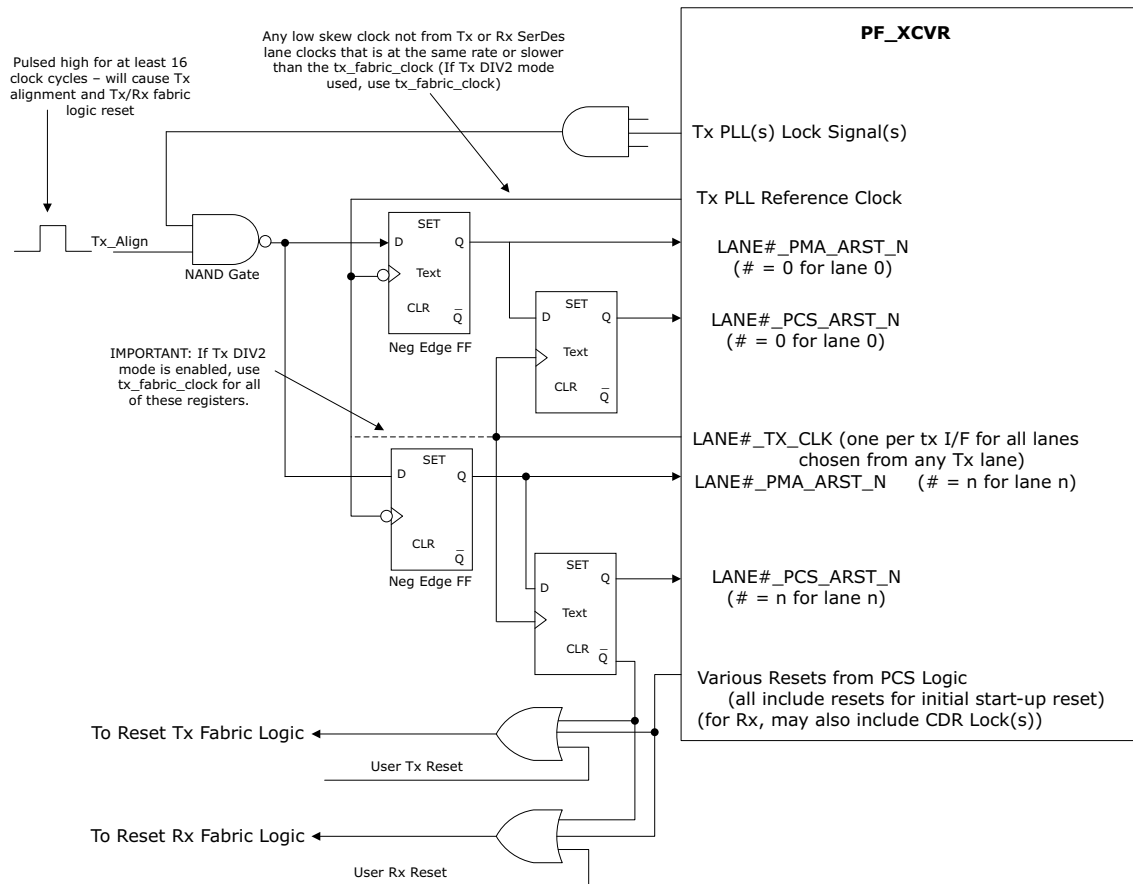 PF_XCVR
Any low skew clock not from Tx or Rx SerDes
lane clocks that is at the same rate or slower
than the tx_fabric_clock (If Tx DIV2 mode
used, use tx_fabric_clock)
Pulsed high for at least 16
clock cycles – will cause Tx
alignment and Tx/Rx fabric
logic reset
Tx PLL(s) Lock Signal(s)
Tx PLL Reference Clock
Tx_Align
NAND Gate
SET
D
Q
Text
CLR
Q
Neg Edge FF
LANE#_PMA_ARST_N
(# = 0 for lane 0)
SET
D
Q
Text
CLR
Q
LANE#_PCS_ARST_N
(# = 0 for lane 0)
IMPORTANT: If Tx DIV2
mode is enabled, use
tx_fabric_clock for all
of these registers.
LANE#_TX_CLK (one per tx I/F for all lanes
chosen from any Tx lane)
SET
D
Q
CLR
Q
Neg Edge FF
LANE#_PMA_ARST_N (# = n for lane n)
SET
D
Q
Text
CLR
Q
LANE#_PCS_ARST_N
(# = n for lane n)
Various Resets from PCS Logic
(all include resets for initial start-up reset)
(for Rx, may also include CDR Lock(s))
To Reset Tx Fabric Logic
User Tx Reset
To Reset Rx Fabric Logic
User Rx Reset